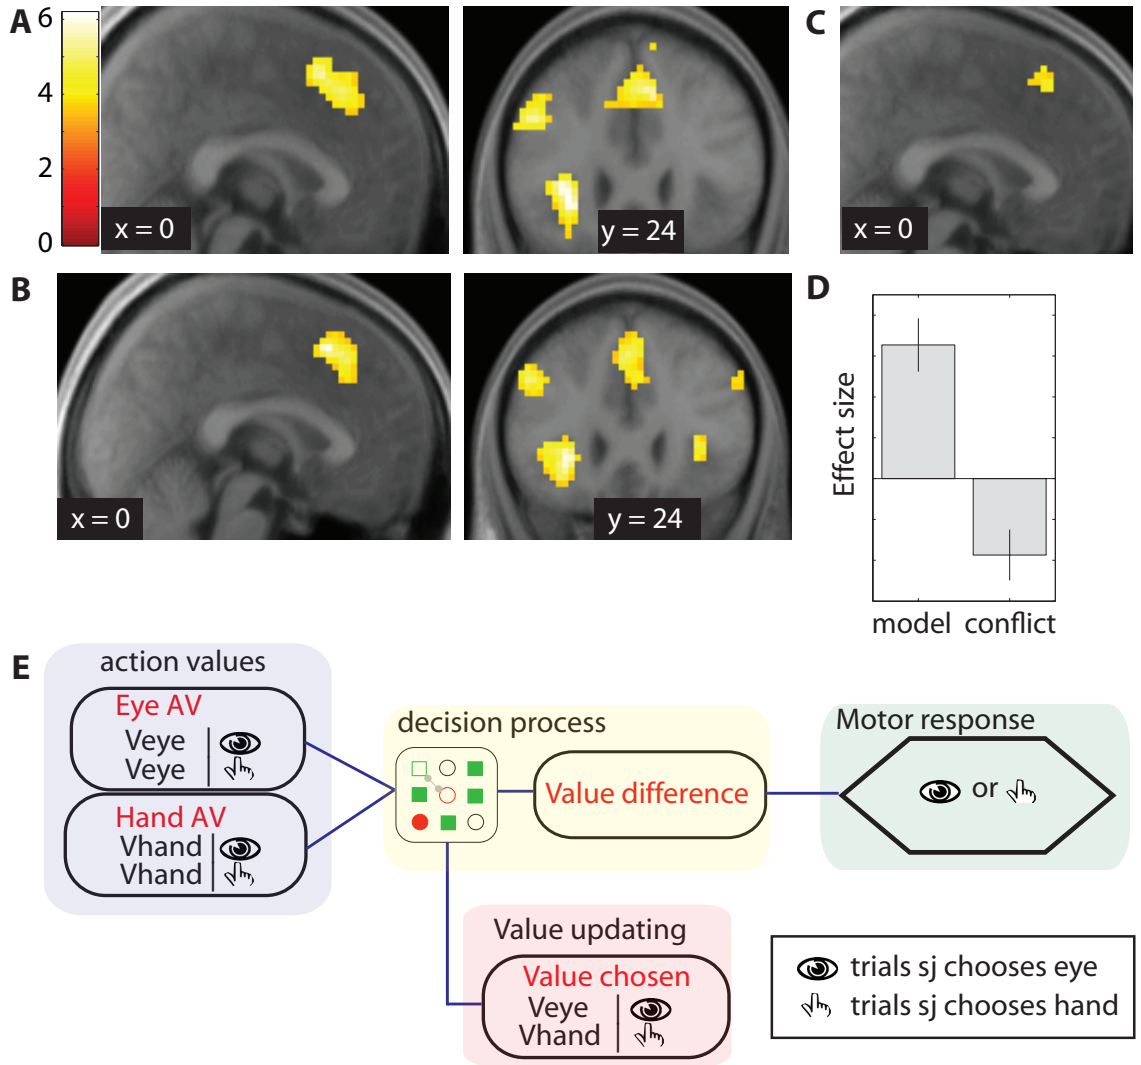 A
6
4
2
0
x = 0
y = 24
C
x = 0
B
x = 0
y = 24
D
Effect size
model conflict
E
action values
Eye AV
Veye
Veye
Hand AV
Vhand
Vhand
decision process
Value difference
Motor response
or
Value updating
Value chosen
Veye
Vhand
trials sj chooses eye
trials sj chooses hand